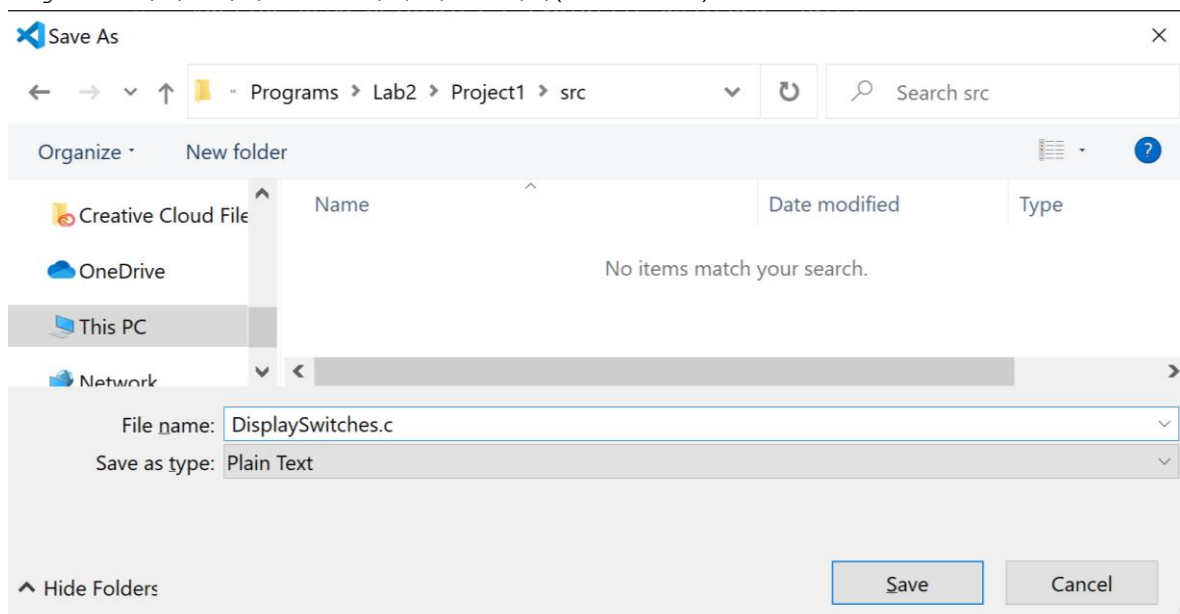 Save As
« Programs > Lab2 > Project1 > src
Search src
Organize
New folder
?
Creative Cloud File
OneDrive
This PC
Network
Name
Date modified
Type
No items match your search.
File name: DisplaySwitches.c
Save as type: Plain Text
Hide Folders
Save
Cancel